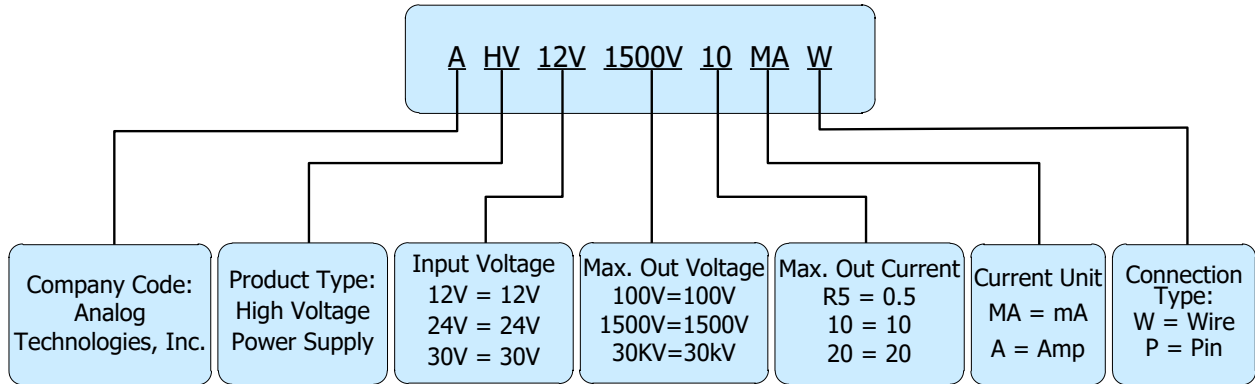 A HV 12V 1500V 10 MA W
Company Code:
Analog
Technologies, Inc.
Product Type:
High Voltage
Power Supply
Input Voltage
12V = 12V
24V = 24V
30V = 30V
Max. Out Voltage
100V=100V
1500V=1500V
30KV=30kV
Max. Out Current
R5 = 0.5
10 = 10
20 = 20
Current Unit
MA = mA
A = Amp
Connection
Type:
W = Wire
P = Pin